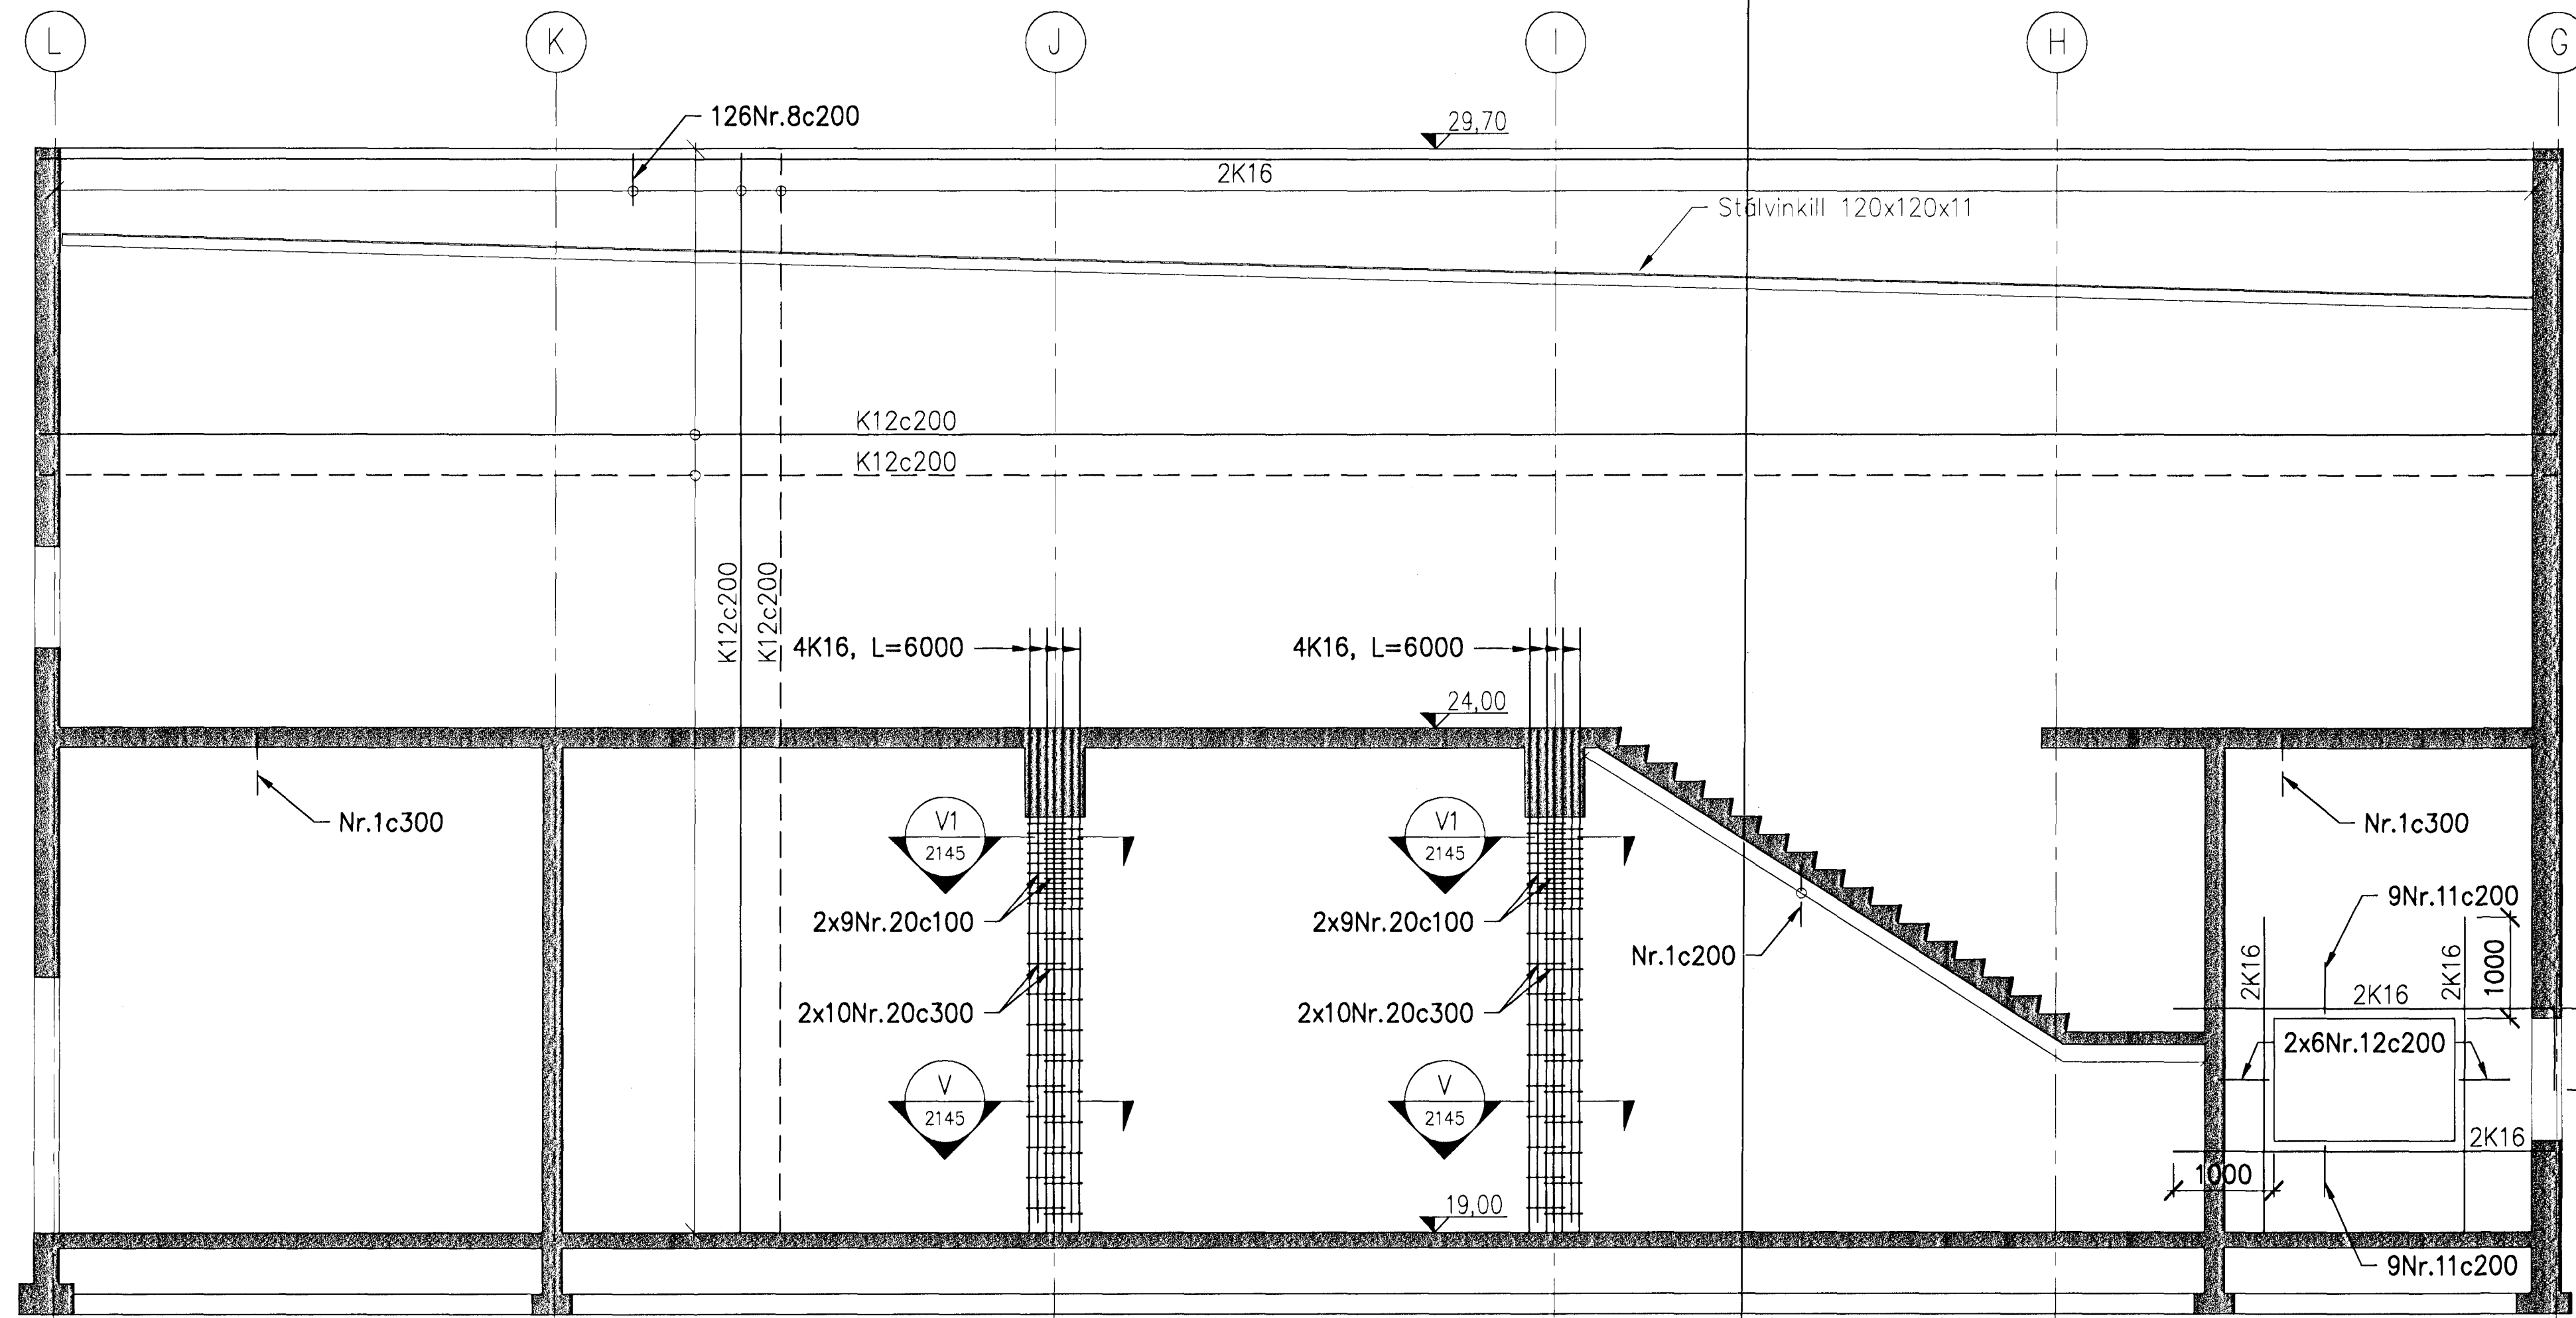 L
K
J
I
H
G
126Nr.8c200
29,70
2K16
Stálvinkill 120x120x11
K12c200
K12c200
K12c200
K12c200
4K16, L=6000
4K16, L=6000
24,00
Nr.1c300
V1
2145
V1
2145
Nr.1c300
2x9Nr.20c100
2x9Nr.20c100
9Nr.11c200
Nr.1c200
2K16
2K16
2K16
1000
2x10Nr.20c300
2x10Nr.20c300
2x6Nr.12c200
V
2145
V
2145
2K16
1000
19,00
9Nr.11c200